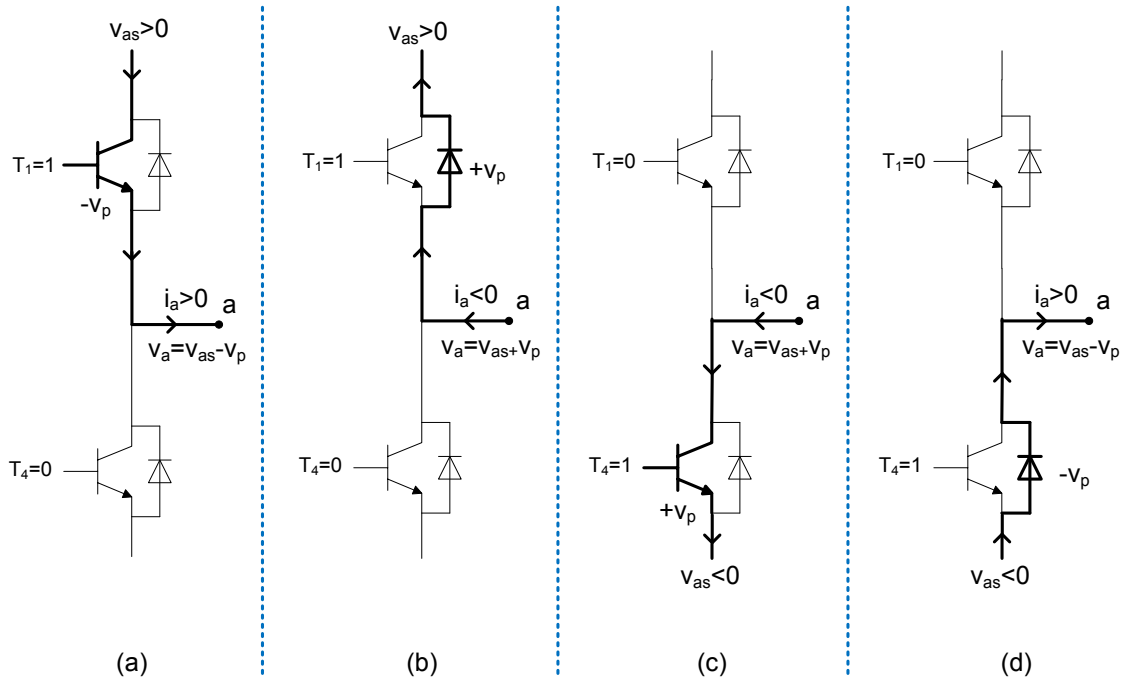 v_as>0
T_1=1
-v_p
i_a>0 a
v_a=v_as-v_p
T_4=0
(a)
v_as>0
T_1=1
+v_p
i_a<0 a
v_a=v_as+v_p
T_4=0
(b)
T_1=0
i_a<0 a
v_a=v_as+v_p
T_4=1
+v_p
v_as<0
(c)
T_1=0
i_a>0 a
v_a=v_as-v_p
T_4=1
-v_p
v_as<0
(d)